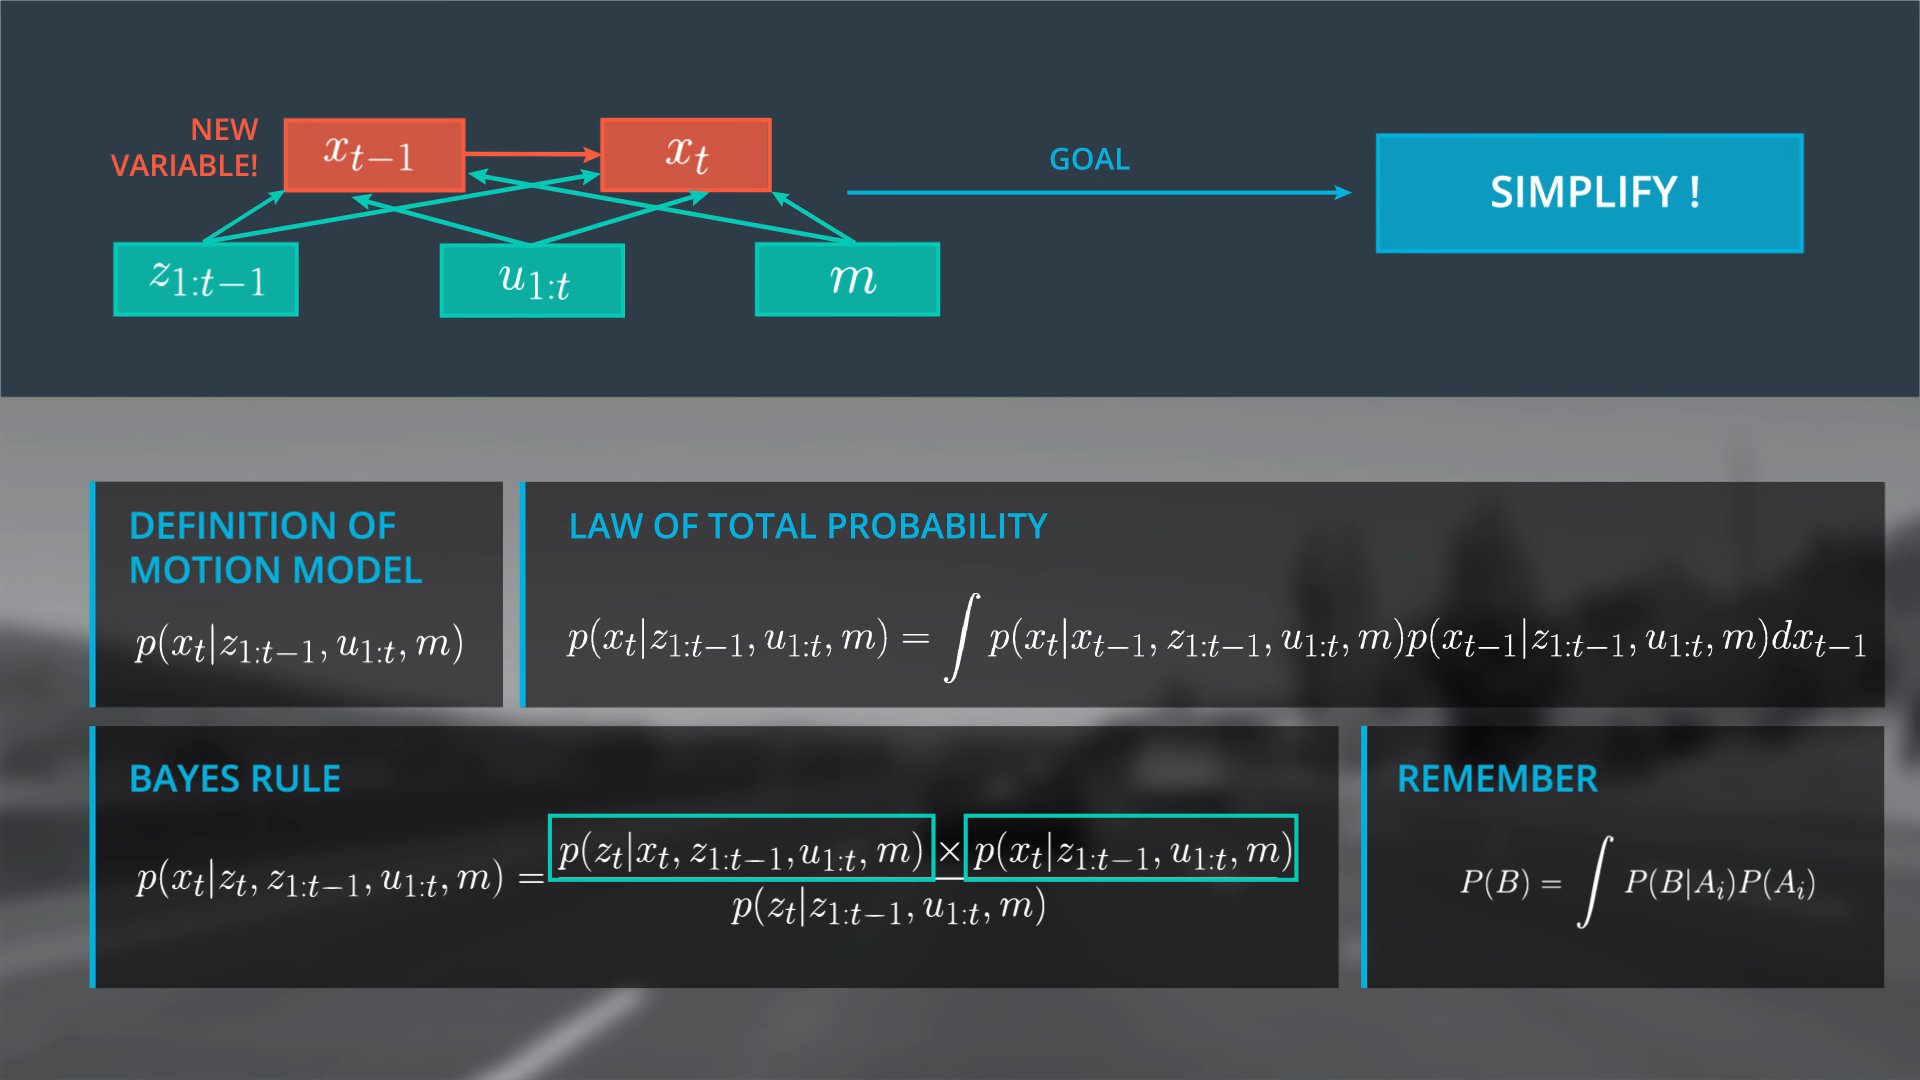 NEW
VARIABLE!
x_{t-1}
x_t
GOAL
SIMPLIFY !
z_{1:t-1}
u_{1:t}
m
DEFINITION OF
MOTION MODEL
p(x_t|z_{1:t-1}, u_{1:t}, m)
LAW OF TOTAL PROBABILITY
p(x_t|z_{1:t-1}, u_{1:t}, m) = ∫ p(x_t|x_{t-1}, z_{1:t-1}, u_{1:t}, m)p(x_{t-1}|z_{1:t-1}, u_{1:t}, m)dx_{t-1}
BAYES RULE
p(x_t|z_t, z_{1:t-1}, u_{1:t}, m) = \frac{p(z_t|x_t, z_{1:t-1}, u_{1:t}, m) × p(x_t|z_{1:t-1}, u_{1:t}, m)}{p(z_t|z_{1:t-1}, u_{1:t}, m)}
REMEMBER
P(B) = ∫ P(B|A_i)P(A_i)